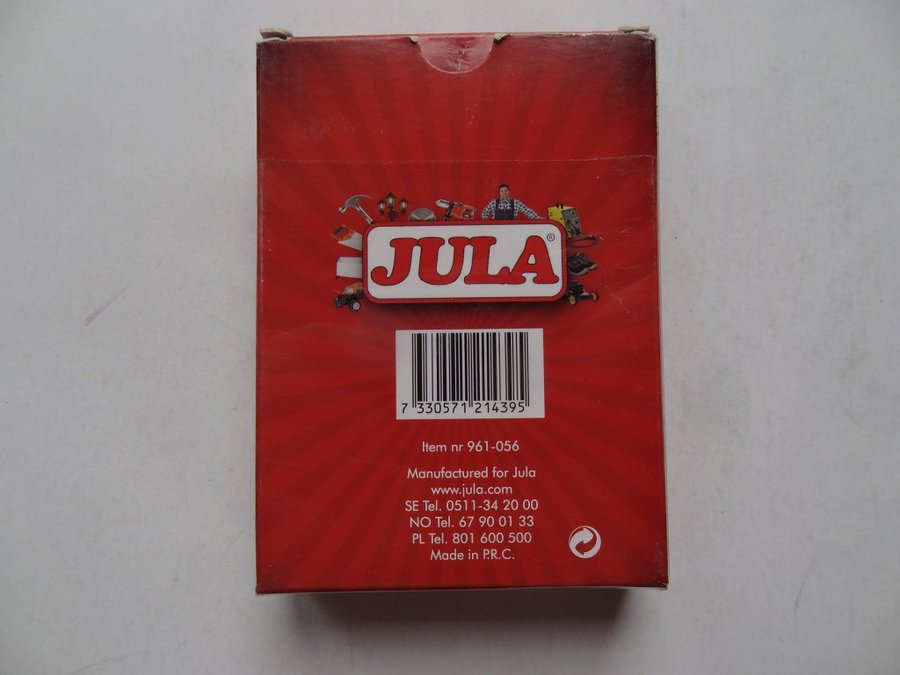 JULA®
7 330571 214395
Item nr 961-056
Manufactured for Jula
www.jula.com
SE Tel. 0511-34 20 00
NO Tel. 67 90 01 33
PL Tel. 801 600 500
Made in P.R.C.